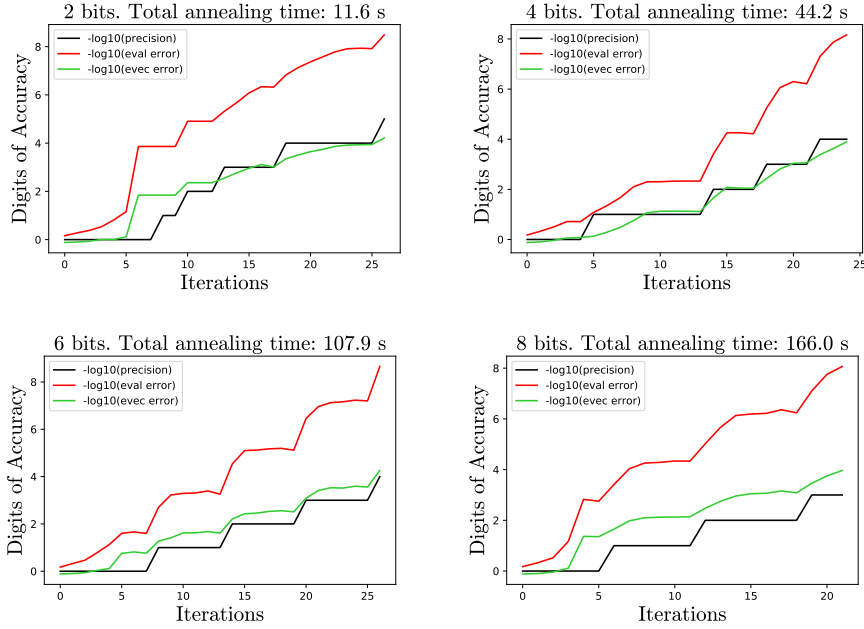 2 bits. Total annealing time: 11.6 s
-log10(precision)
-log10(eval error)
-log10(evec error)
Digits of Accuracy
8
6
4
2
0
0 5 10 15 20 25
Iterations
4 bits. Total annealing time: 44.2 s
-log10(precision)
-log10(eval error)
-log10(evec error)
Digits of Accuracy
8
6
4
2
0
0 5 10 15 20 25
Iterations
6 bits. Total annealing time: 107.9 s
-log10(precision)
-log10(eval error)
-log10(evec error)
Digits of Accuracy
8
6
4
2
0
0 5 10 15 20 25
Iterations
8 bits. Total annealing time: 166.0 s
-log10(precision)
-log10(eval error)
-log10(evec error)
Digits of Accuracy
8
6
4
2
0
0 5 10 15 20
Iterations